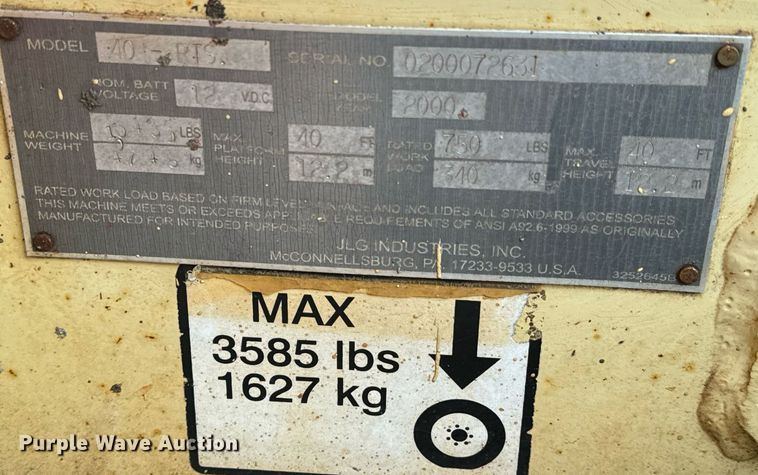 MODEL 40 - RTS SERIAL NO. 0200072631
NOM. BATT VOLTAGE 12 V.D.C. MODEL YEAR 2000
MACHINE WEIGHT LBS kg MAX. PLATFORM HEIGHT 40 FT 12.2 m RATED WORK LOAD 750 LBS 340 kg MAX. TRAVEL HEIGHT 40 FT 12.2 m
RATED WORK LOAD BASED ON FIRM LEVEL SURFACE AND INCLUDES ALL STANDARD ACCESSORIES
THIS MACHINE MEETS OR EXCEEDS APPLICABLE REQUIREMENTS OF ANSI A92.6-1999 AS ORIGINALLY
MANUFACTURED FOR INTENDED PURPOSES
JLG INDUSTRIES, INC.
McCONNELLSBURG, PA 17233-9533 U.S.A.
3252645B
MAX
3585 lbs
1627 kg
Purple Wave Auction